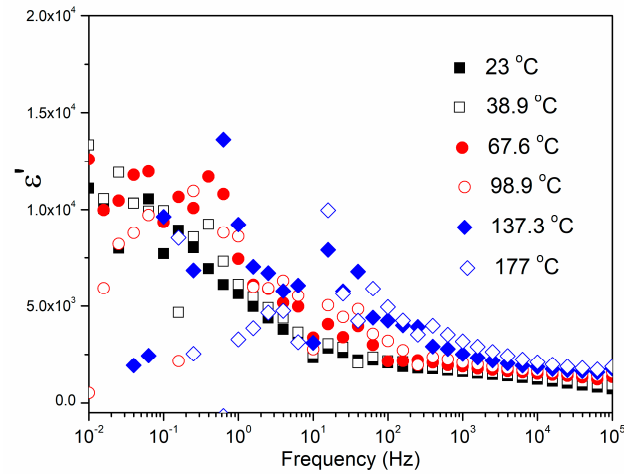 2.0x10⁴
1.5x10⁴
1.0x10⁴
5.0x10³
0.0
ε'
23 °C
38.9 °C
67.6 °C
98.9 °C
137.3 °C
177 °C
10⁻² 10⁻¹ 10⁰ 10¹ 10² 10³ 10⁴ 10⁵
Frequency (Hz)